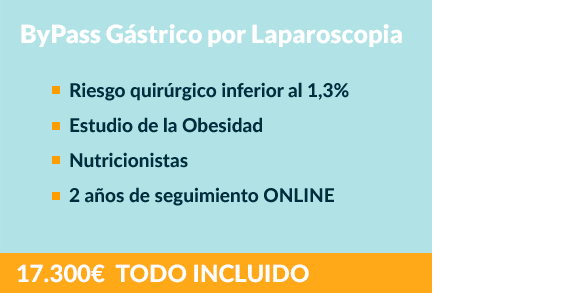 ByPass Gástrico por Laparoscopia
Riesgo quirúrgico inferior al 1,3%
Estudio de la Obesidad
Nutricionistas
2 años de seguimiento ONLINE
17.300€ TODO INCLUIDO